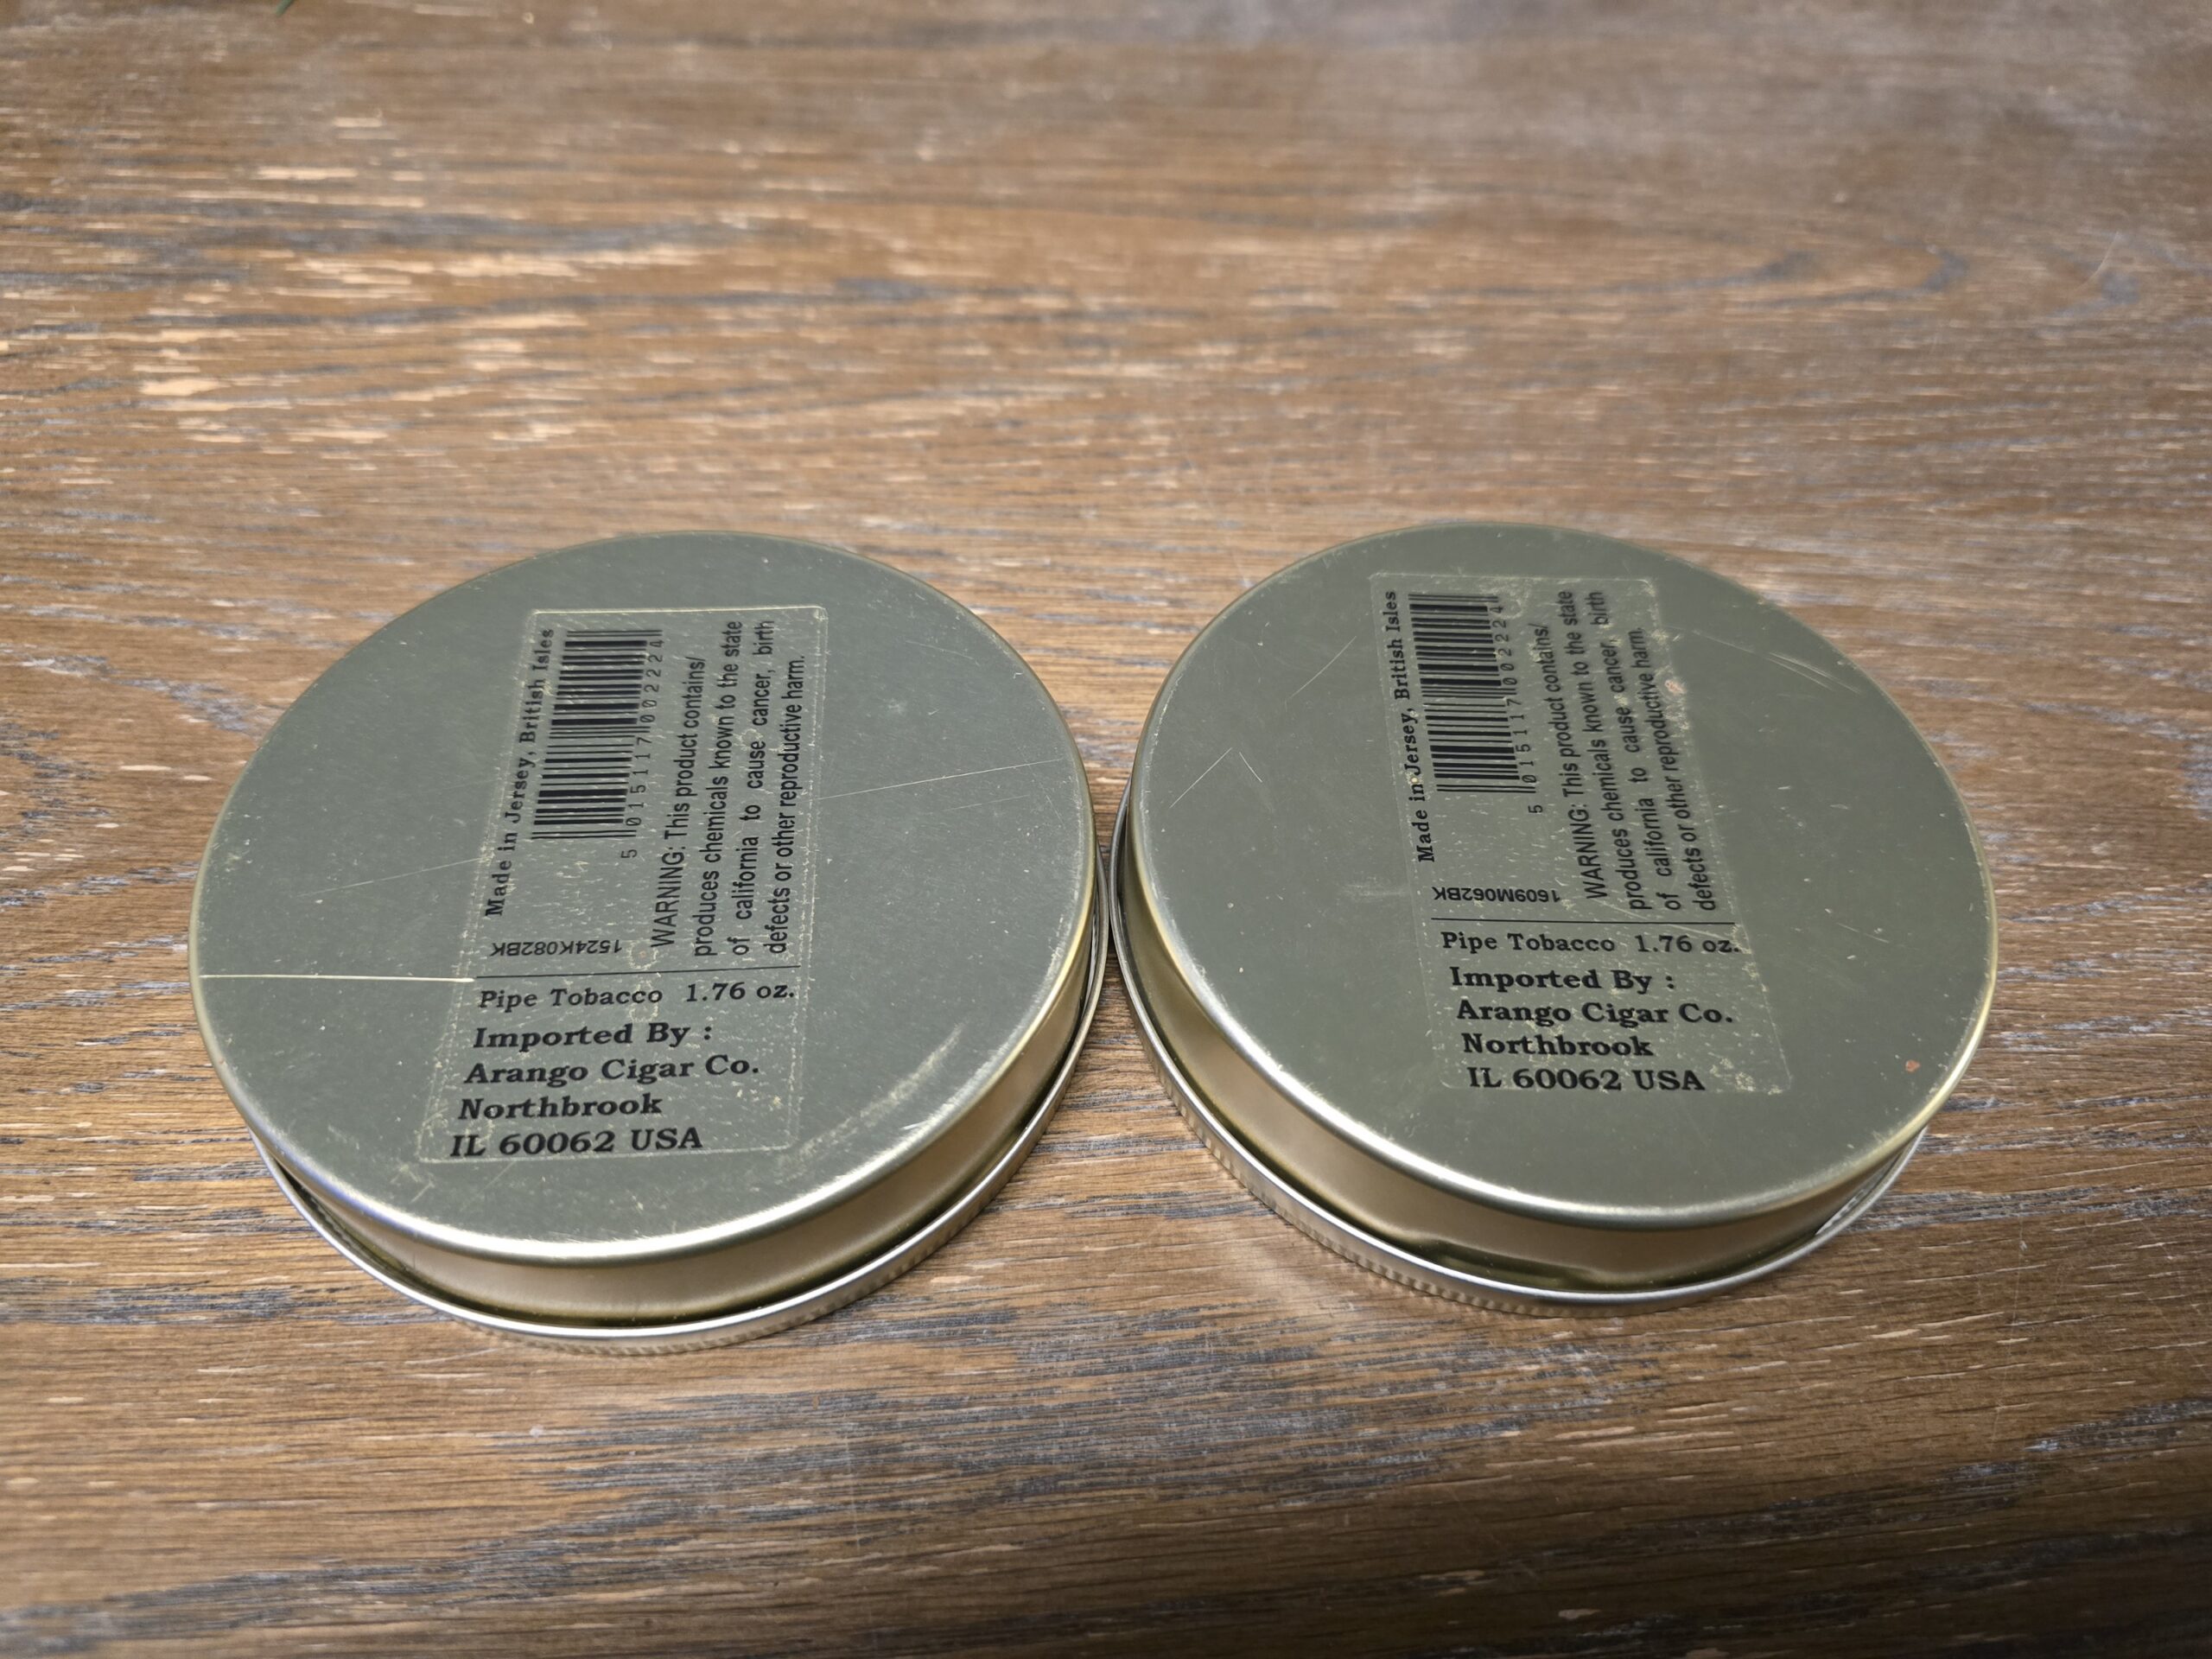 Made in Jersey, British Isles
5 015117 002224
WARNING: This product contains/
produces chemicals known to the state
of california to cause cancer, birth
defects or other reproductive harm.
1524K082BK
Pipe Tobacco 1.76 oz.
Imported By :
Arango Cigar Co.
Northbrook
IL 60062 USA
Made in Jersey, British Isles
5 015117 002224
WARNING: This product contains/
produces chemicals known to the state
of california to cause cancer, birth
defects or other reproductive harm.
1609M062BK
Pipe Tobacco 1.76 oz.
Imported By :
Arango Cigar Co.
Northbrook
IL 60062 USA